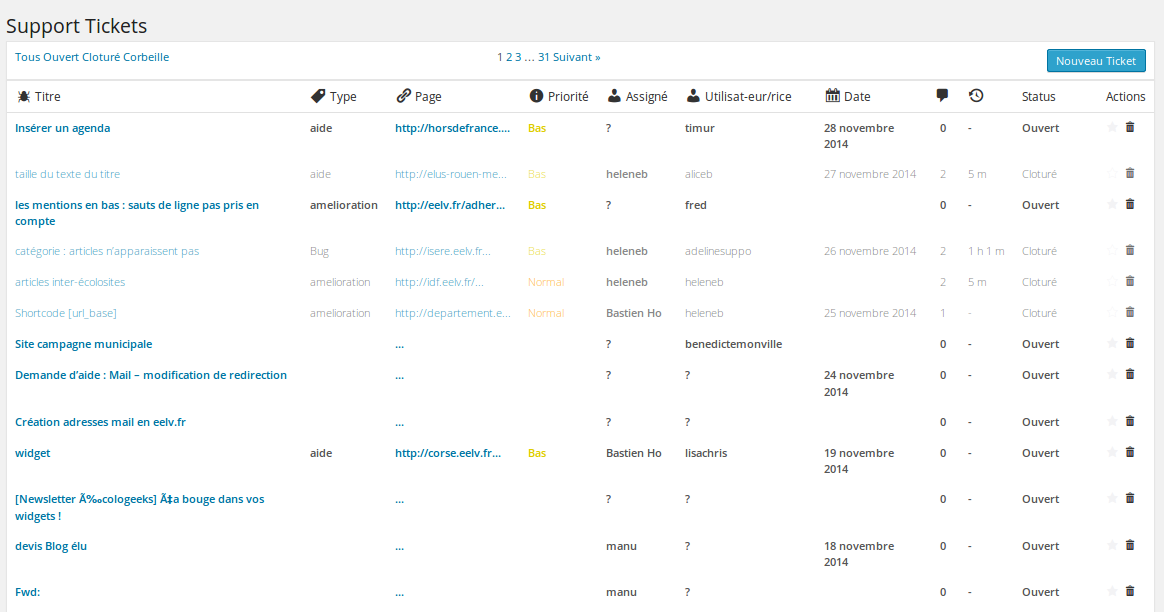 Support Tickets
Tous Ouvert Cloturé Corbeille 1 2 3 … 31 Suivant » Nouveau Ticket
Titre Type Page Priorité Assigné Utilisat-eur/rice Date Status Actions
Insérer un agenda aide http://horsdefrance.... Bas ? timur 28 novembre 0 - Ouvert
2014
taille du texte du titre aide http://elus-rouen-me... Bas heleneb aliceb 27 novembre 2014 2 5 m Cloturé
les mentions en bas : sauts de ligne pas pris en amelioration http://eelv.fr/adher... Bas ? fred 0 - Ouvert
compte
catégorie : articles n’apparaissent pas Bug http://isere.eelv.fr... Bas heleneb adelinesuppo 26 novembre 2014 2 1 h 1 m Cloturé
articles inter-écolosites amelioration http://idf.eelv.fr/... Normal heleneb heleneb 2 5 m Cloturé
Shortcode [url_base] amelioration http://departement.e... Normal Bastien Ho heleneb 25 novembre 2014 1 - Cloturé
Site campagne municipale ... ? benedictemonville 0 - Ouvert
Demande d’aide : Mail – modification de redirection ... ? ? 24 novembre 0 - Ouvert
2014
Création adresses mail en eelv.fr ... ? ? 0 - Ouvert
widget aide http://corse.eelv.fr... Bas Bastien Ho lisachris 19 novembre 0 - Ouvert
2014
[Newsletter Ã‰cologeeks] Ã‡a bouge dans vos ... ? ? 0 - Ouvert
widgets !
devis Blog élu ... manu ? 18 novembre 0 - Ouvert
2014
Fwd: ... manu ? 0 - Ouvert